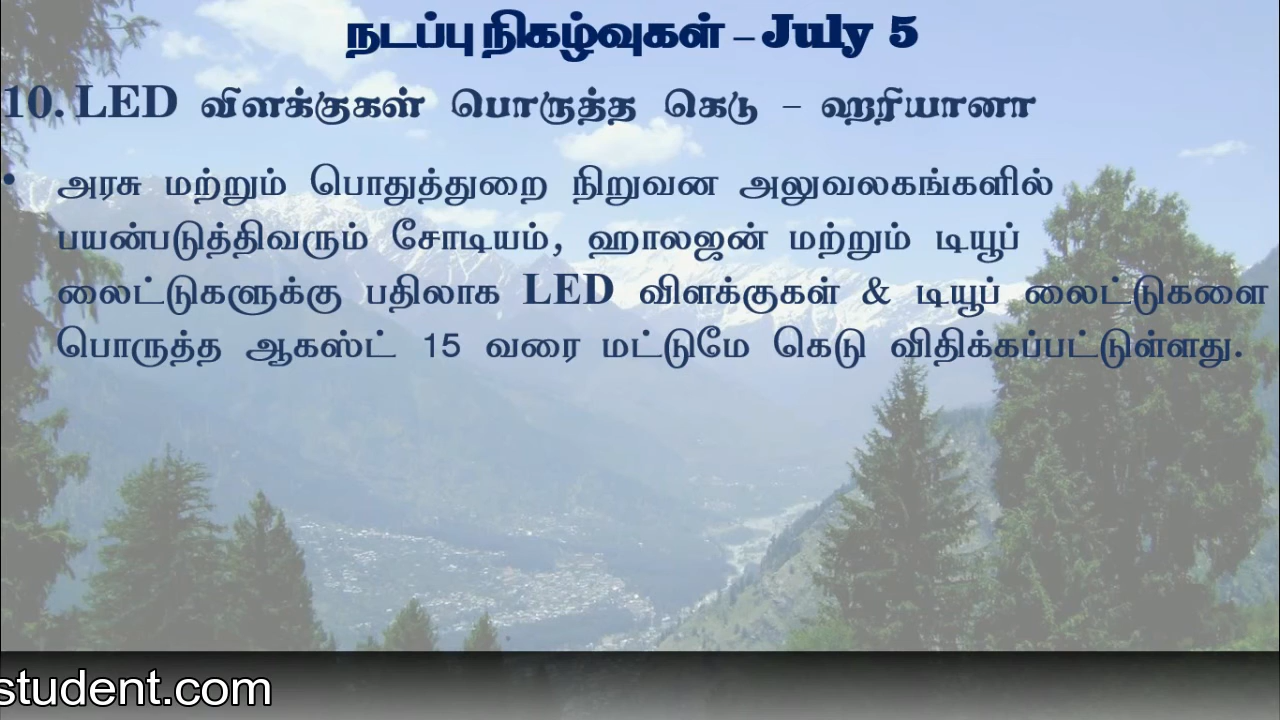 நடப்பு நிகழ்வுகள் – July 5
10. LED விளக்குகள் பொருத்த கெடு – ஹரியானா
• அரசு மற்றும் பொதுத்துறை நிறுவன அலுவலகங்களில்
பயன்படுத்திவரும் சோடியம், ஹாலஜன் மற்றும் டியூப்
லைட்டுகளுக்கு பதிலாக LED விளக்குகள் & டியூப் லைட்டுகளை
பொருத்த ஆகஸ்ட் 15 வரை மட்டுமே கெடு விதிக்கப்பட்டுள்ளது.
student.com